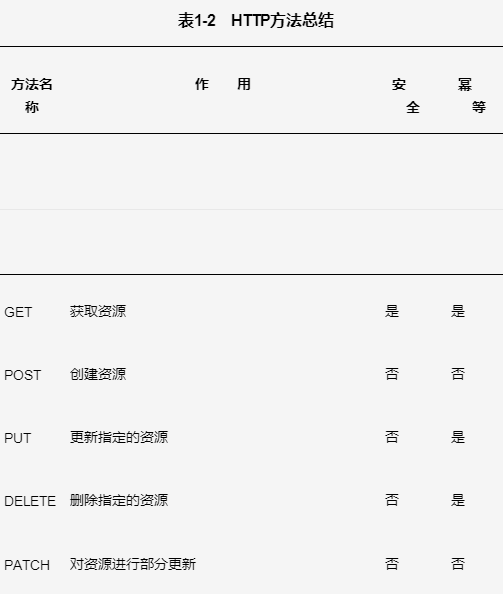 表1-2 HTTP方法总结
方法名称 作 用 安全 幂等
GET 获取资源 是 是
POST 创建资源 否 否
PUT 更新指定的资源 否 是
DELETE 删除指定的资源 否 是
PATCH 对资源进行部分更新 否 否